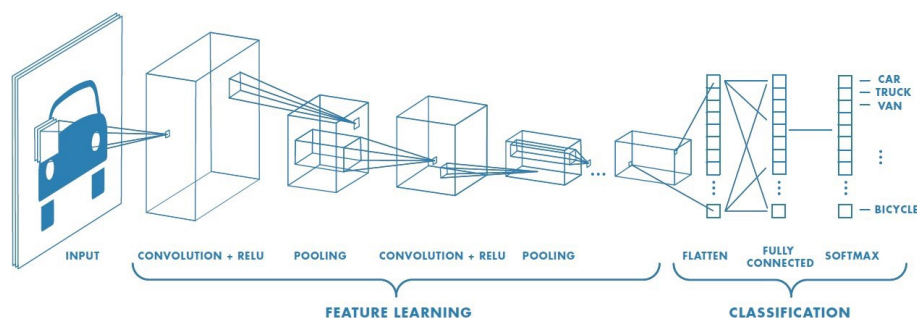 CAR
TRUCK
VAN
BICYCLE
INPUT
CONVOLUTION + RELU
POOLING
CONVOLUTION + RELU
POOLING
FLATTEN
FULLY
CONNECTED
SOFTMAX
FEATURE LEARNING
CLASSIFICATION